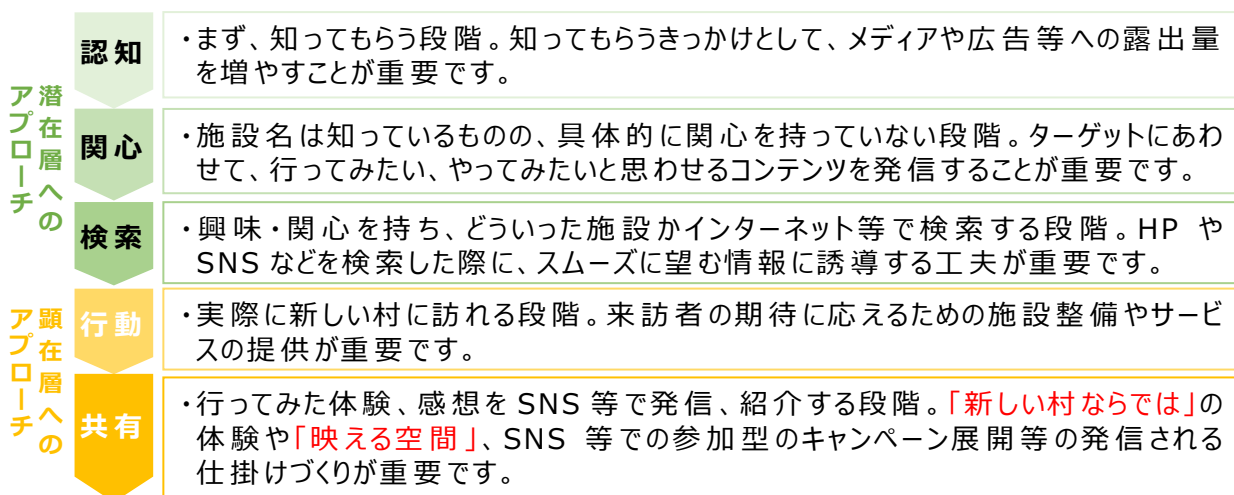 潜在層への
アプローチ
認知
・まず、知ってもらう段階。知ってもらうきっかけとして、メディアや広告等への露出量
を増やすことが重要です。
関心
・施設名は知っているものの、具体的に関心を持っていない段階。ターゲットにあわ
せて、行ってみたい、やってみたいと思わせるコンテンツを発信することが重要です。
検索
・興味・関心を持ち、どういった施設かインターネット等で検索する段階。HP や
SNS などを検索した際に、スムーズに望む情報に誘導する工夫が重要です。
顕在層への
アプローチ
行動
・実際に新しい村に訪れる段階。来訪者の期待に応えるための施設整備やサービ
スの提供が重要です。
共有
・行ってみた体験、感想を SNS 等で発信、紹介する段階。「新しい村ならでは」の
体験や「映える空間」、SNS 等での参加型のキャンペーン展開等の発信される
仕掛けづくりが重要です。